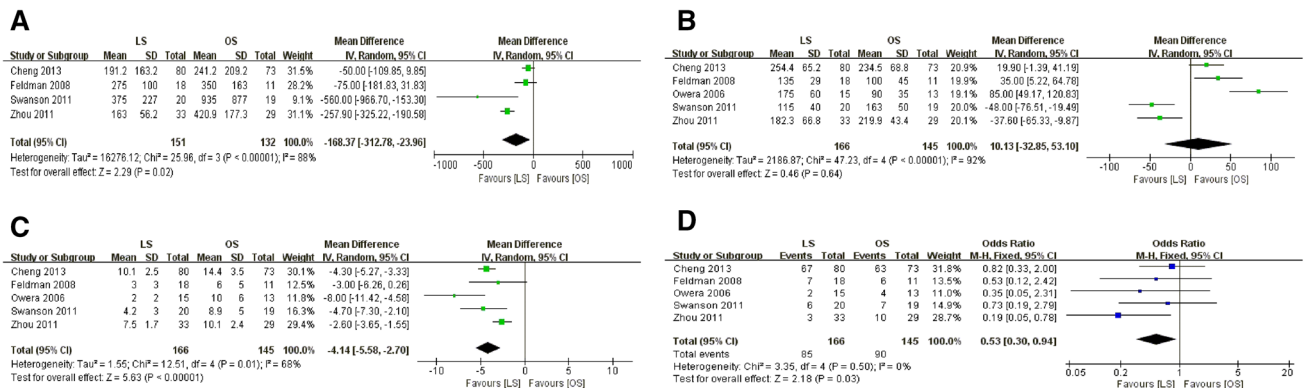 A
LS OS Mean Difference Mean Difference
Study or Subgroup Mean SD Total Mean SD Total Weight IV, Random, 95% CI IV, Random, 95% CI
Cheng 2013 191.2 163.2 80 241.2 209.2 73 31.5% -50.00 [-109.85, 9.85]
Feldman 2008 275 100 18 350 163 11 28.1% -75.00 [-181.83, 31.83]
Swanson 2011 375 227 20 935 877 19 9.1% -560.00 [-966.70, -153.30]
Zhou 2011 163 56.2 33 420.9 177.3 29 31.3% -257.90 [-325.22, -190.58]
Total (95% CI) 151 132 100.0% -168.37 [-312.78, -23.96]
Heterogeneity: Tau² = 16276.12; Chi² = 25.96, df = 3 (P < 0.00001); I² = 88%
Test for overall effect: Z = 2.29 (P = 0.02)
-1000 -500 0 500 1000
Favours [LS] Favours [OS]
B
LS OS Mean Difference Mean Difference
Study or Subgroup Mean SD Total Mean SD Total Weight IV, Random, 95% CI IV, Random, 95% CI
Cheng 2013 254.4 65.2 80 234.5 68.8 73 20.9% 19.90 [-1.39, 41.19]
Feldman 2008 135 29 18 100 45 11 19.7% 35.00 [5.22, 64.78]
Owera 2006 175 60 15 90 35 13 19.0% 85.00 [49.17, 120.83]
Swanson 2011 115 40 20 163 50 19 20.2% -48.00 [-76.51, -19.49]
Zhou 2011 182.3 66.8 33 219.9 43.4 29 20.2% -37.60 [-65.33, -9.87]
Total (95% CI) 166 145 100.0% 10.13 [-32.85, 53.10]
Heterogeneity: Tau² = 2186.87; Chi² = 47.23, df = 4 (P < 0.00001); I² = 92%
Test for overall effect: Z = 0.46 (P = 0.64)
-100 -50 0 50 100
Favours [LS] Favours [OS]
C
LS OS Mean Difference Mean Difference
Study or Subgroup Mean SD Total Mean SD Total Weight IV, Random, 95% CI IV, Random, 95% CI
Cheng 2013 10.1 2.5 80 14.4 3.5 73 30.1% -4.30 [-5.27, -3.33]
Feldman 2008 3 3 18 6 5 11 12.7% -3.00 [-6.26, 0.26]
Owera 2006 2 2 15 10 6 13 11.9% -8.00 [-11.42, -4.58]
Swanson 2011 4.2 3 20 8.9 5 19 16.0% -4.70 [-7.30, -2.10]
Zhou 2011 7.5 1.7 33 10.1 2.4 29 29.4% -2.60 [-3.65, -1.55]
Total (95% CI) 166 145 100.0% -4.14 [-5.58, -2.70]
Heterogeneity: Tau² = 1.55; Chi² = 12.51, df = 4 (P = 0.01); I² = 68%
Test for overall effect: Z = 5.63 (P < 0.00001)
-10 -5 0 5 10
Favours [LS] Favours [OS]
D
LS OS Odds Ratio Odds Ratio
Study or Subgroup Events Total Events Total Weight M-H, Fixed, 95% CI M-H, Fixed, 95% CI
Cheng 2013 67 80 63 73 31.8% 0.82 [0.33, 2.00]
Feldman 2008 7 18 6 11 13.5% 0.53 [0.12, 2.42]
Owera 2006 2 15 4 13 11.2% 0.35 [0.05, 2.31]
Swanson 2011 6 20 7 19 14.9% 0.73 [0.19, 2.79]
Zhou 2011 3 33 10 29 28.7% 0.19 [0.05, 0.78]
Total (95% CI) 166 145 100.0% 0.53 [0.30, 0.94]
Total events 85 90
Heterogeneity: Chi² = 3.35, df = 4 (P = 0.50); I² = 0%
Test for overall effect: Z = 2.18 (P = 0.03)
0.05 0.2 1 5 20
Favours [LS] Favours [OS]